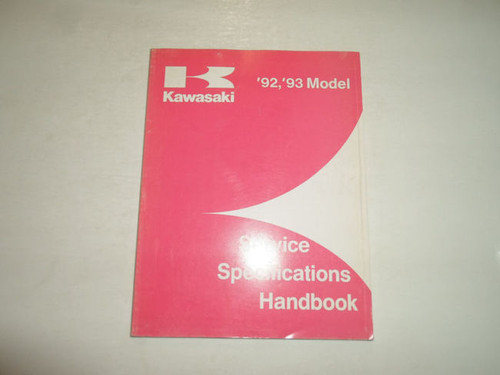 Kawasaki
'92,'93 Model
Service
Specifications
Handbook